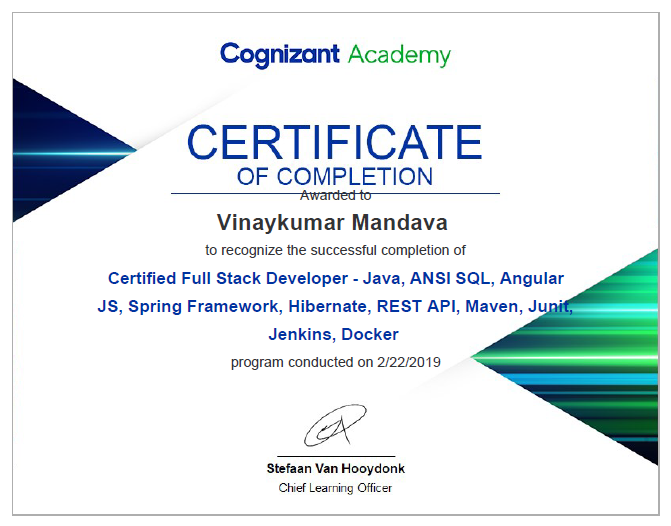 Cognizant Academy
CERTIFICATE
OF COMPLETION
Awarded to
Vinaykumar Mandava
to recognize the successful completion of
Certified Full Stack Developer - Java, ANSI SQL, Angular
JS, Spring Framework, Hibernate, REST API, Maven, Junit,
Jenkins, Docker
program conducted on 2/22/2019
Stefaan Van Hooydonk
Chief Learning Officer